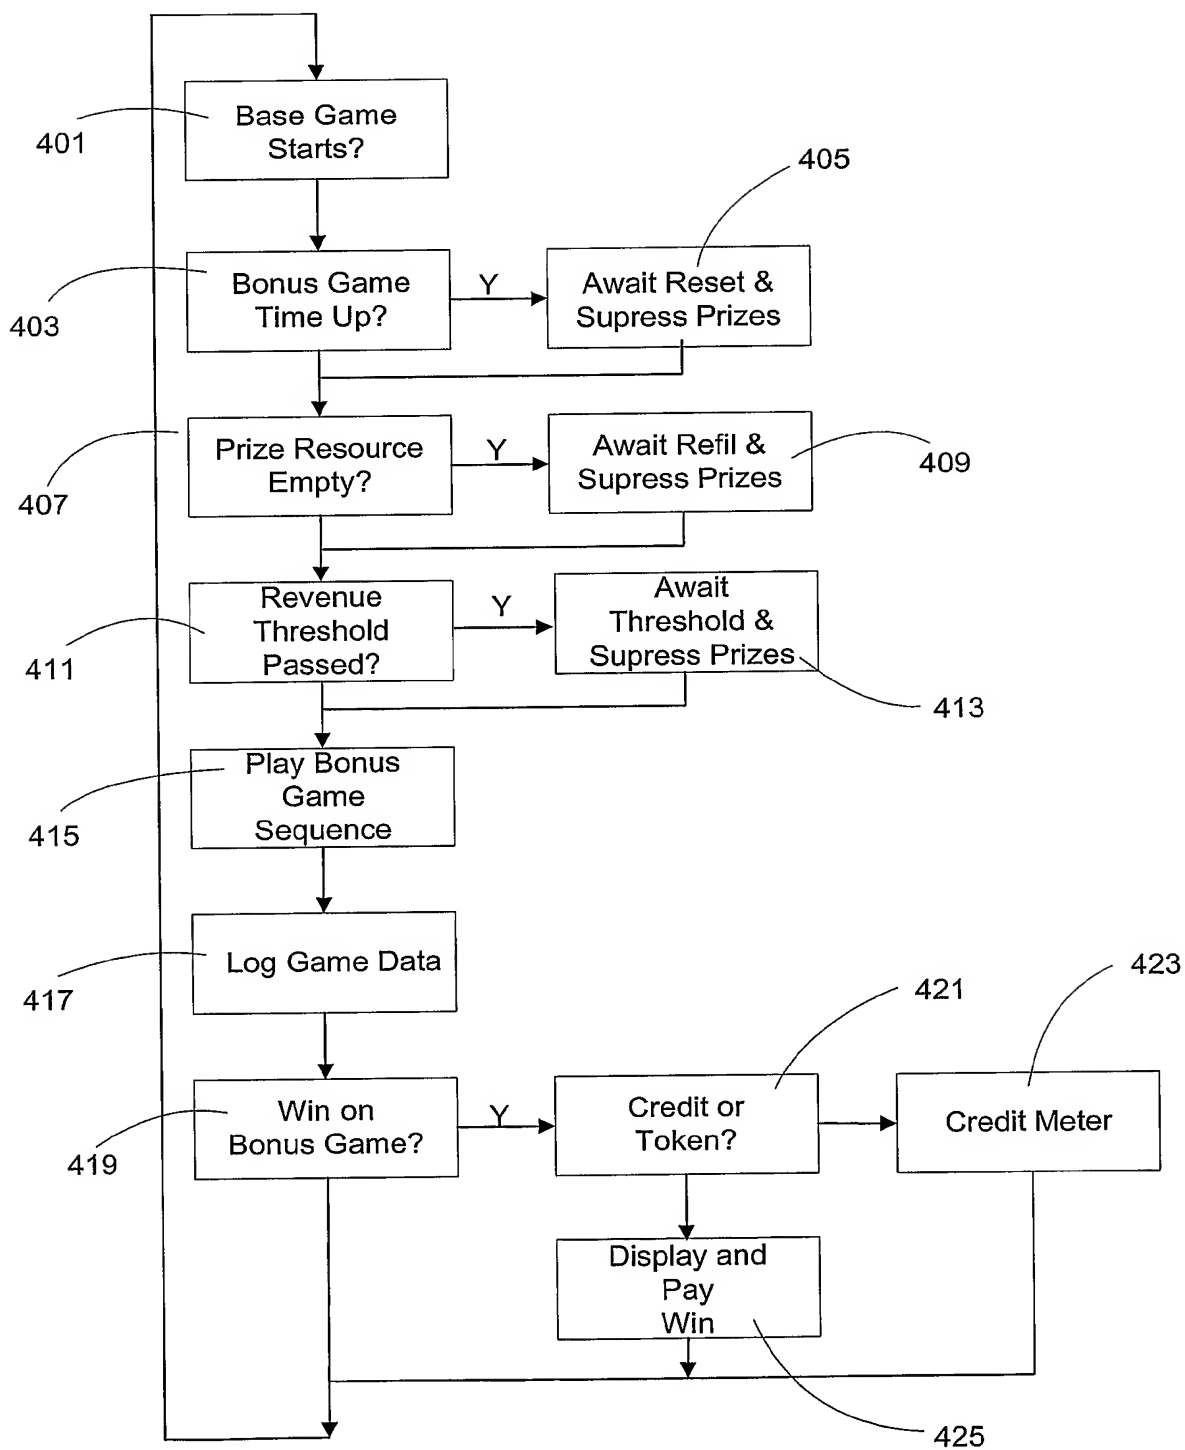 Base Game
Starts?
401
405
Bonus Game
Time Up?
Y
Await Reset &
Supress Prizes
403
Prize Resource
Empty?
Y
Await Refil &
Supress Prizes
407
409
Revenue
Threshold
Passed?
Y
Await
Threshold &
Supress Prizes
411
413
Play Bonus
Game
Sequence
415
Log Game Data
417
421
423
Win on
Bonus Game?
Y
Credit or
Token?
Credit Meter
419
Display and
Pay
Win
425